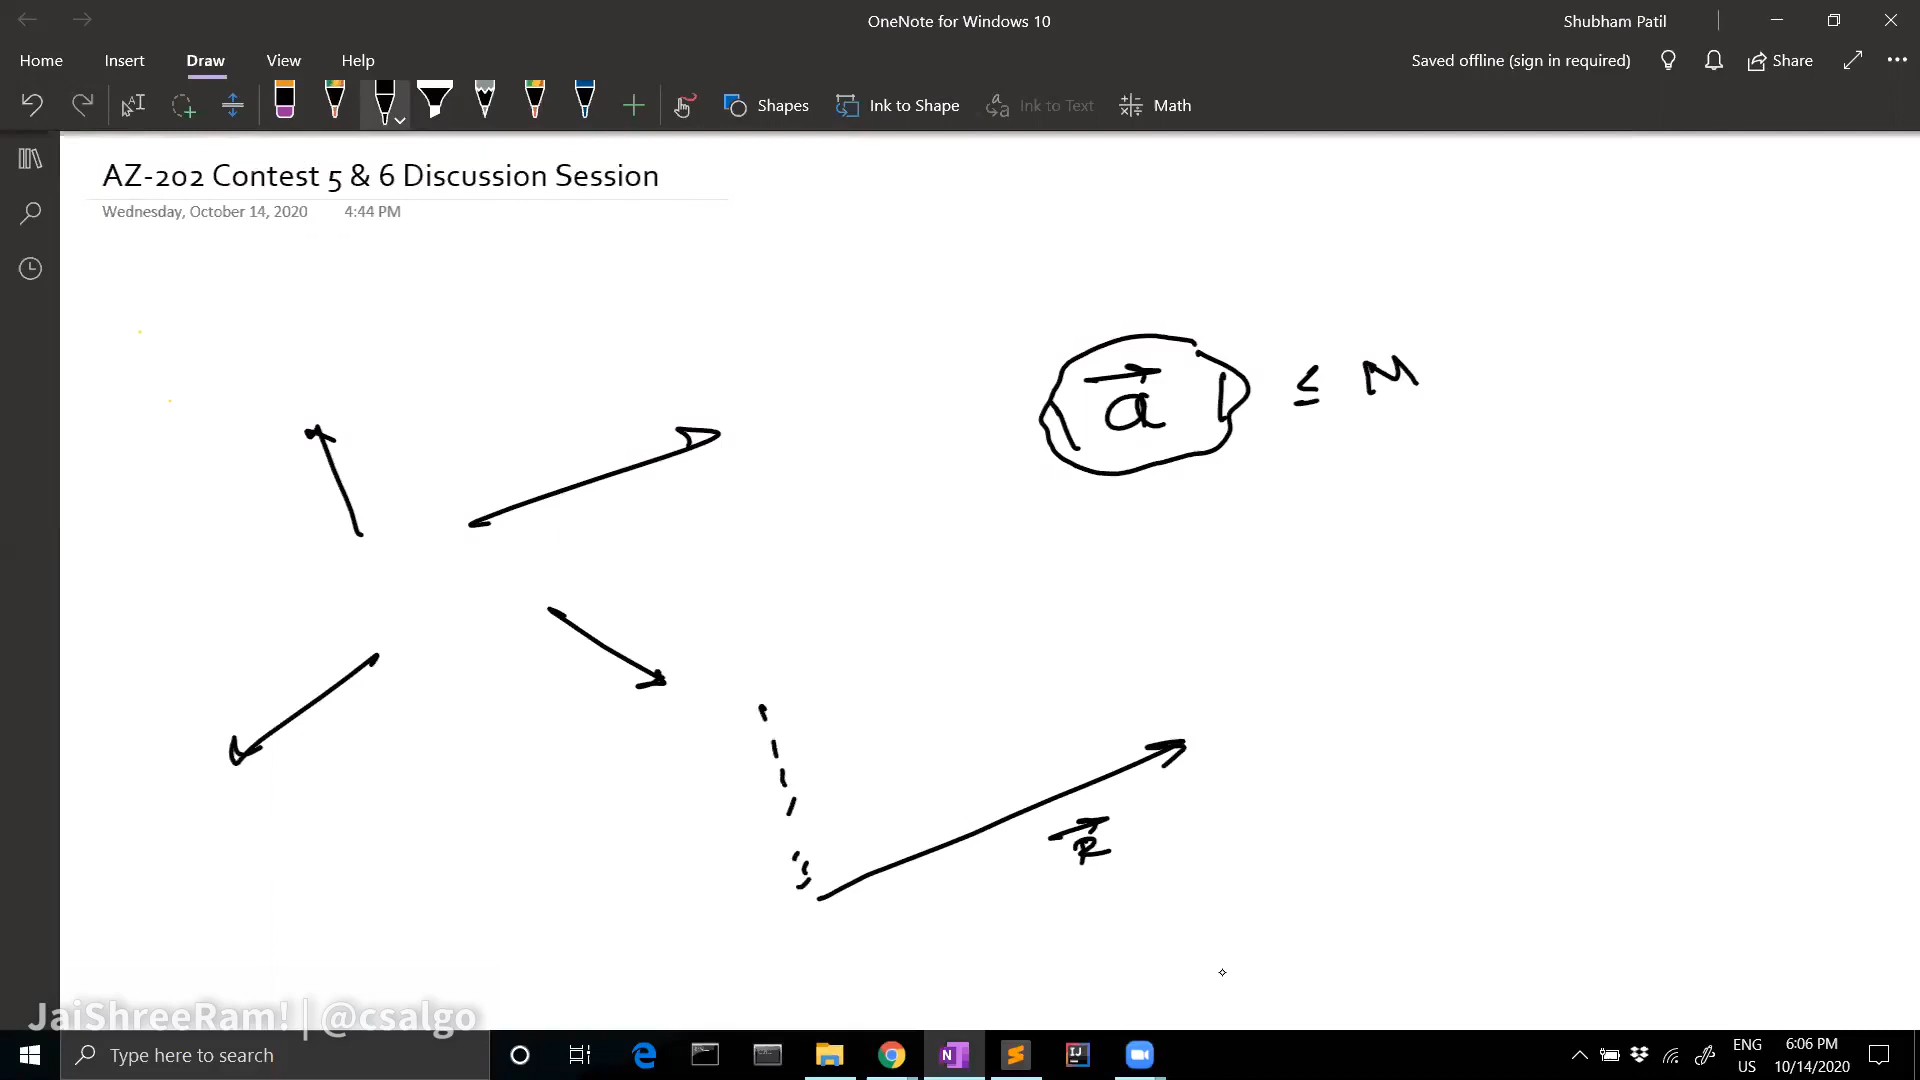 OneNote for Windows 10
Shubham Patil
Home Insert Draw View Help
Saved offline (sign in required) Share
Shapes Ink to Shape Ink to Text Math
AZ-202 Contest 5 & 6 Discussion Session
Wednesday, October 14, 2020 4:44 PM
|a| ≤ M
R
JaiShreeRam! | @csalgo
Type here to search
ENG US
6:06 PM
10/14/2020